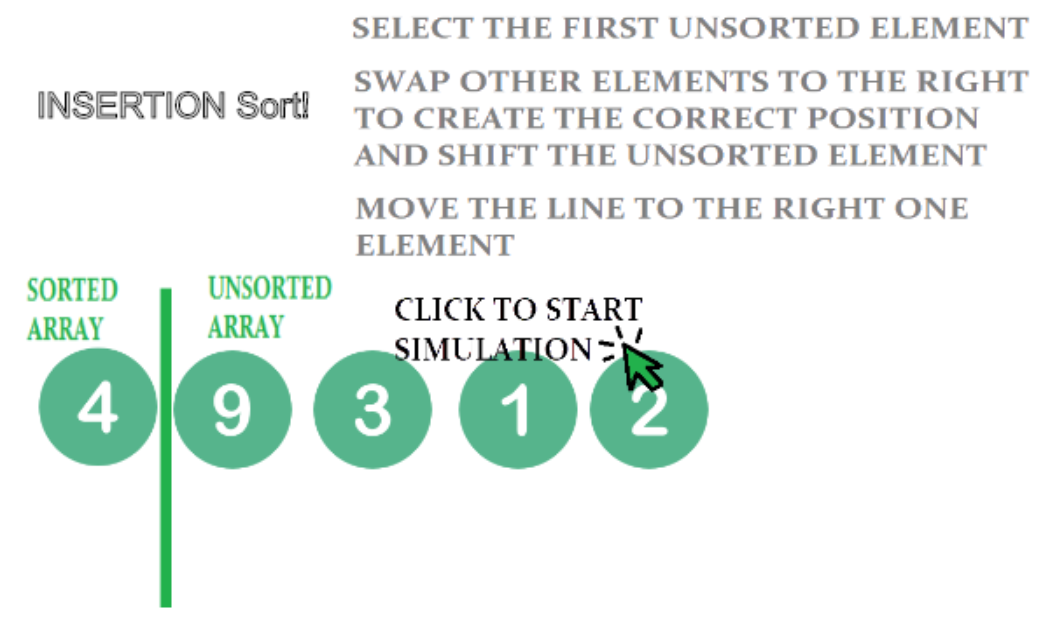 SELECT THE FIRST UNSORTED ELEMENT
INSERTION Sort!
SWAP OTHER ELEMENTS TO THE RIGHT
TO CREATE THE CORRECT POSITION
AND SHIFT THE UNSORTED ELEMENT
MOVE THE LINE TO THE RIGHT ONE
ELEMENT
SORTED
ARRAY
UNSORTED
ARRAY
CLICK TO START
SIMULATION
4 9 3 1 2